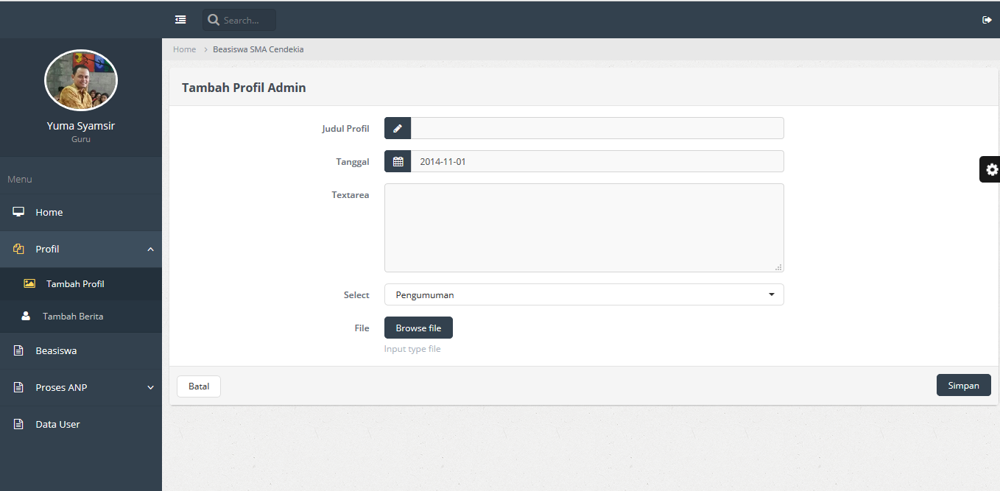 Search...
Home > Beasiswa SMA Cendekia
Yuma Syamsir
Guru
Menu
Home
Profil
Tambah Profil
Tambah Berita
Beasiswa
Proses ANP
Data User
Tambah Profil Admin
Judul Profil
Tanggal 2014-11-01
Textarea
Select Pengumuman
File Browse file
Input type file
Batal Simpan